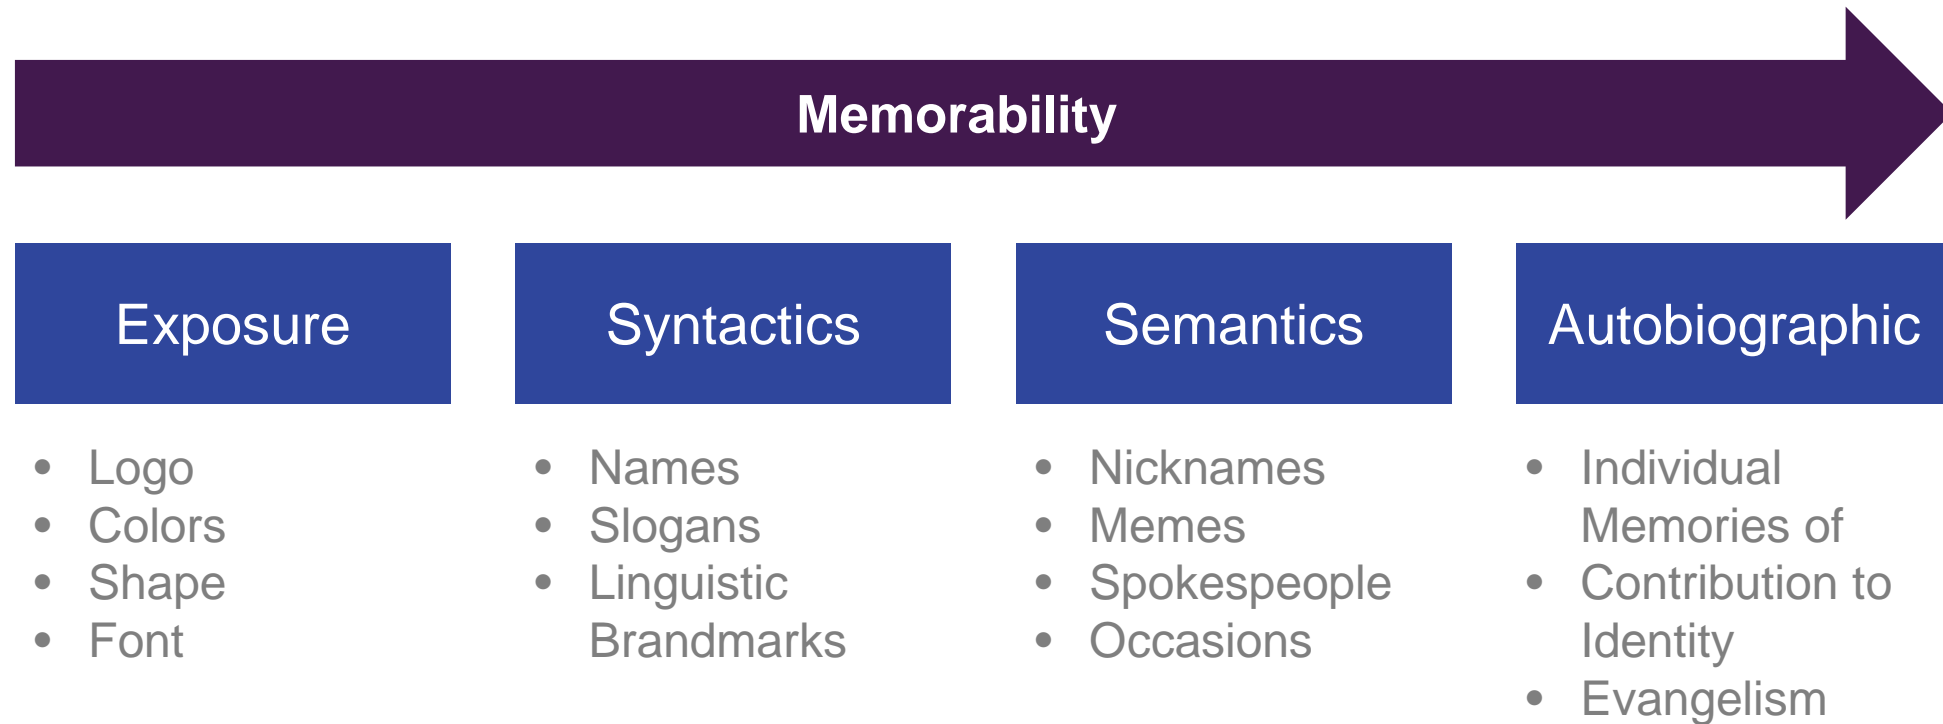 Memorability
Exposure
• Logo
• Colors
• Shape
• Font
Syntactics
• Names
• Slogans
• Linguistic
Brandmarks
Semantics
• Nicknames
• Memes
• Spokespeople
• Occasions
Autobiographic
• Individual
Memories of
• Contribution to
Identity
• Evangelism